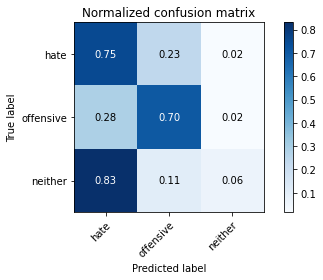 Normalized confusion matrix
True label
hate
0.75 0.23 0.02
offensive
0.28 0.70 0.02
neither
0.83 0.11 0.06
hate
offensive
neither
Predicted label
0.8
0.7
0.6
0.5
0.4
0.3
0.2
0.1